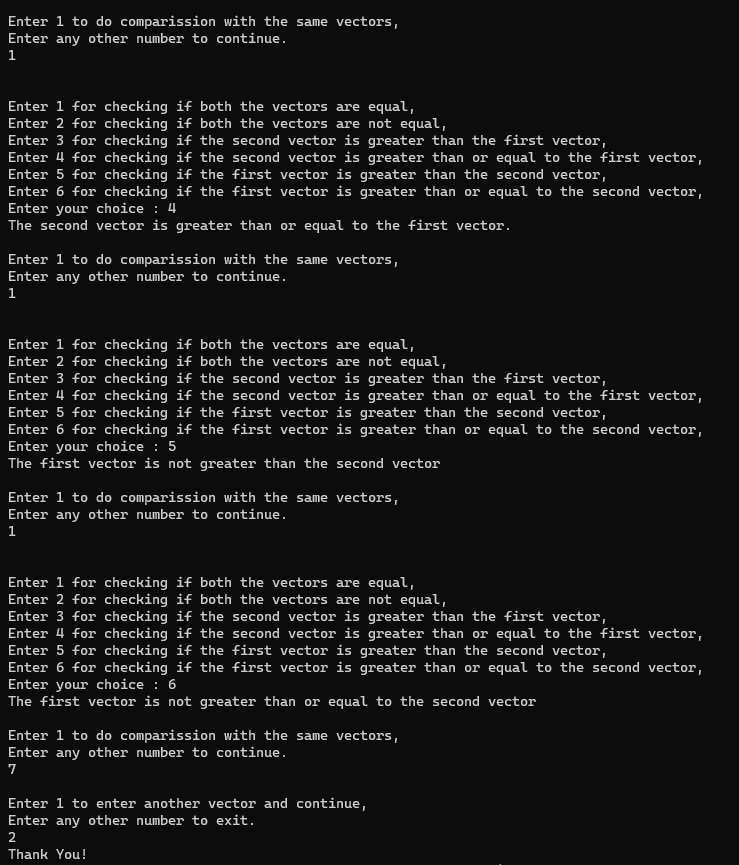 Enter 1 to do comparission with the same vectors,
Enter any other number to continue.
1
Enter 1 for checking if both the vectors are equal,
Enter 2 for checking if both the vectors are not equal,
Enter 3 for checking if the second vector is greater than the first vector,
Enter 4 for checking if the second vector is greater than or equal to the first vector,
Enter 5 for checking if the first vector is greater than the second vector,
Enter 6 for checking if the first vector is greater than or equal to the second vector,
Enter your choice : 4
The second vector is greater than or equal to the first vector.
Enter 1 to do comparission with the same vectors,
Enter any other number to continue.
1
Enter 1 for checking if both the vectors are equal,
Enter 2 for checking if both the vectors are not equal,
Enter 3 for checking if the second vector is greater than the first vector,
Enter 4 for checking if the second vector is greater than or equal to the first vector,
Enter 5 for checking if the first vector is greater than the second vector,
Enter 6 for checking if the first vector is greater than or equal to the second vector,
Enter your choice : 5
The first vector is not greater than the second vector
Enter 1 to do comparission with the same vectors,
Enter any other number to continue.
1
Enter 1 for checking if both the vectors are equal,
Enter 2 for checking if both the vectors are not equal,
Enter 3 for checking if the second vector is greater than the first vector,
Enter 4 for checking if the second vector is greater than or equal to the first vector,
Enter 5 for checking if the first vector is greater than the second vector,
Enter 6 for checking if the first vector is greater than or equal to the second vector,
Enter your choice : 6
The first vector is not greater than or equal to the second vector
Enter 1 to do comparission with the same vectors,
Enter any other number to continue.
7
Enter 1 to enter another vector and continue,
Enter any other number to exit.
2
Thank You!